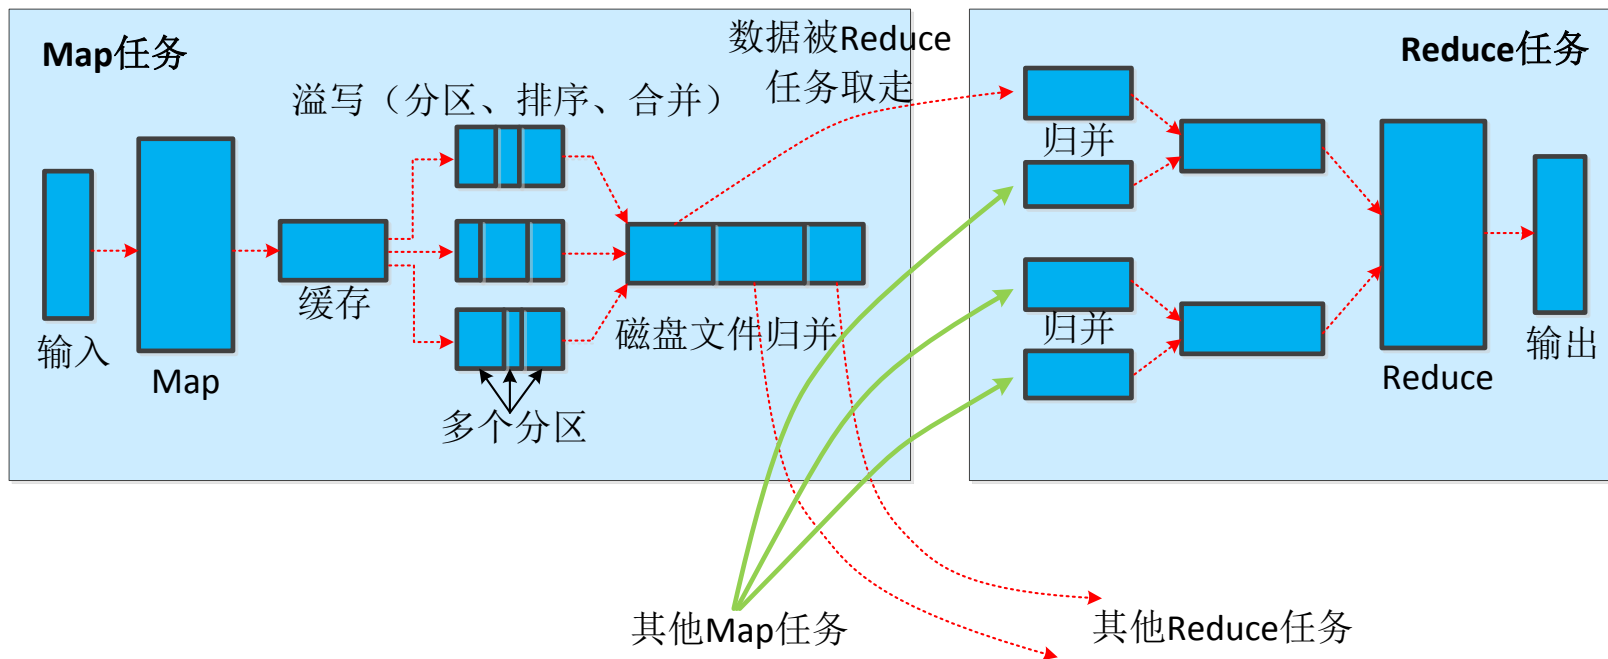 Map任务
数据被Reduce
任务取走
Reduce任务
溢写（分区、排序、合并）
归并
缓存
输入
Map
磁盘文件归并
多个分区
归并
输出
Reduce
其他Map任务
其他Reduce任务